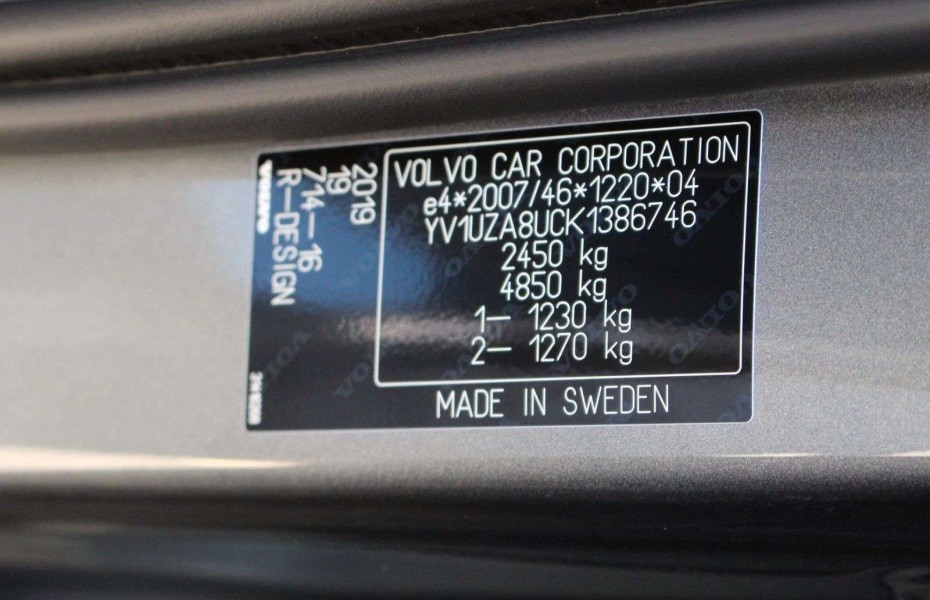 VOLVO CAR CORPORATION
e4*2007/46*1220*04
YV1UZA8UCK1386746
2450 kg
4850 kg
1— 1230 kg
2— 1270 kg
MADE IN SWEDEN
2019
19
714—16
R—DESIGN
VOLVO